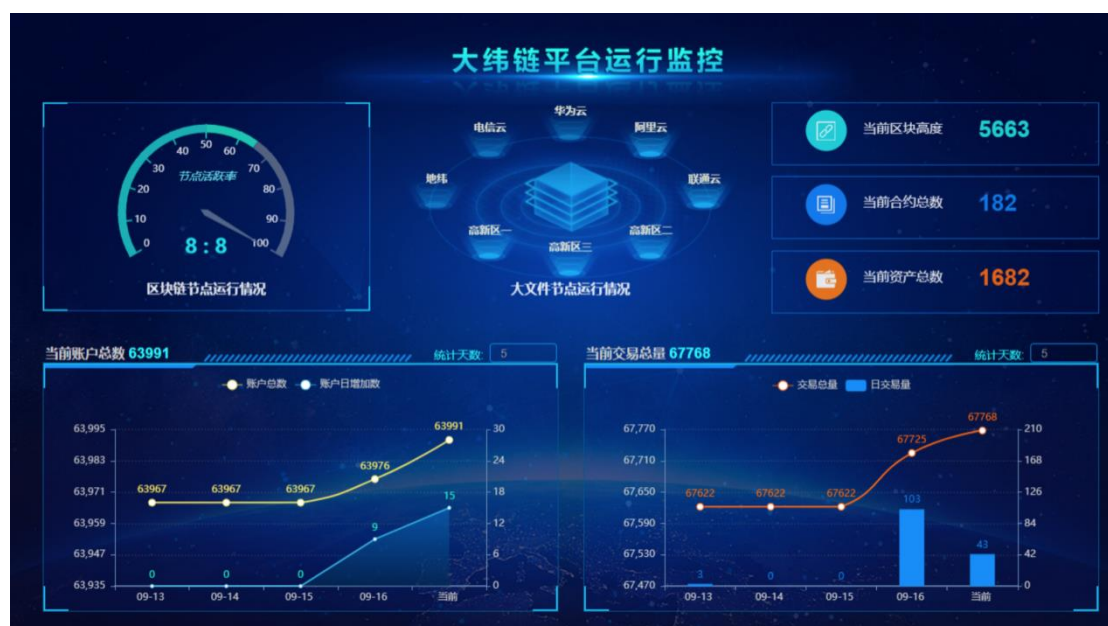 大纬链平台运行监控
0
10
20
30
40
50
60
70
80
90
100
节点活跃率
8 : 8
区块链节点运行情况
华为云
电信云
阿里云
地纬
联通云
高新区一
高新区二
高新区三
大文件节点运行情况
当前区块高度 5663
当前合约总数 182
当前资产总数 1682
当前账户总数 63991 统计天数: 5
账户总数 账户日增加数
63,995
63,983
63,971
63,959
63,947
63,935
63967 63967 63967 63976 63991
0 0 0 9 15
30
24
18
12
6
0
09-13 09-14 09-15 09-16 当前
当前交易总量 67768 统计天数: 5
交易总量 日交易量
67,770
67,710
67,650
67,590
67,530
67,470
67622 67622 67622 67725 67768
3 0 0 103 43
210
168
126
84
42
0
09-13 09-14 09-15 09-16 当前